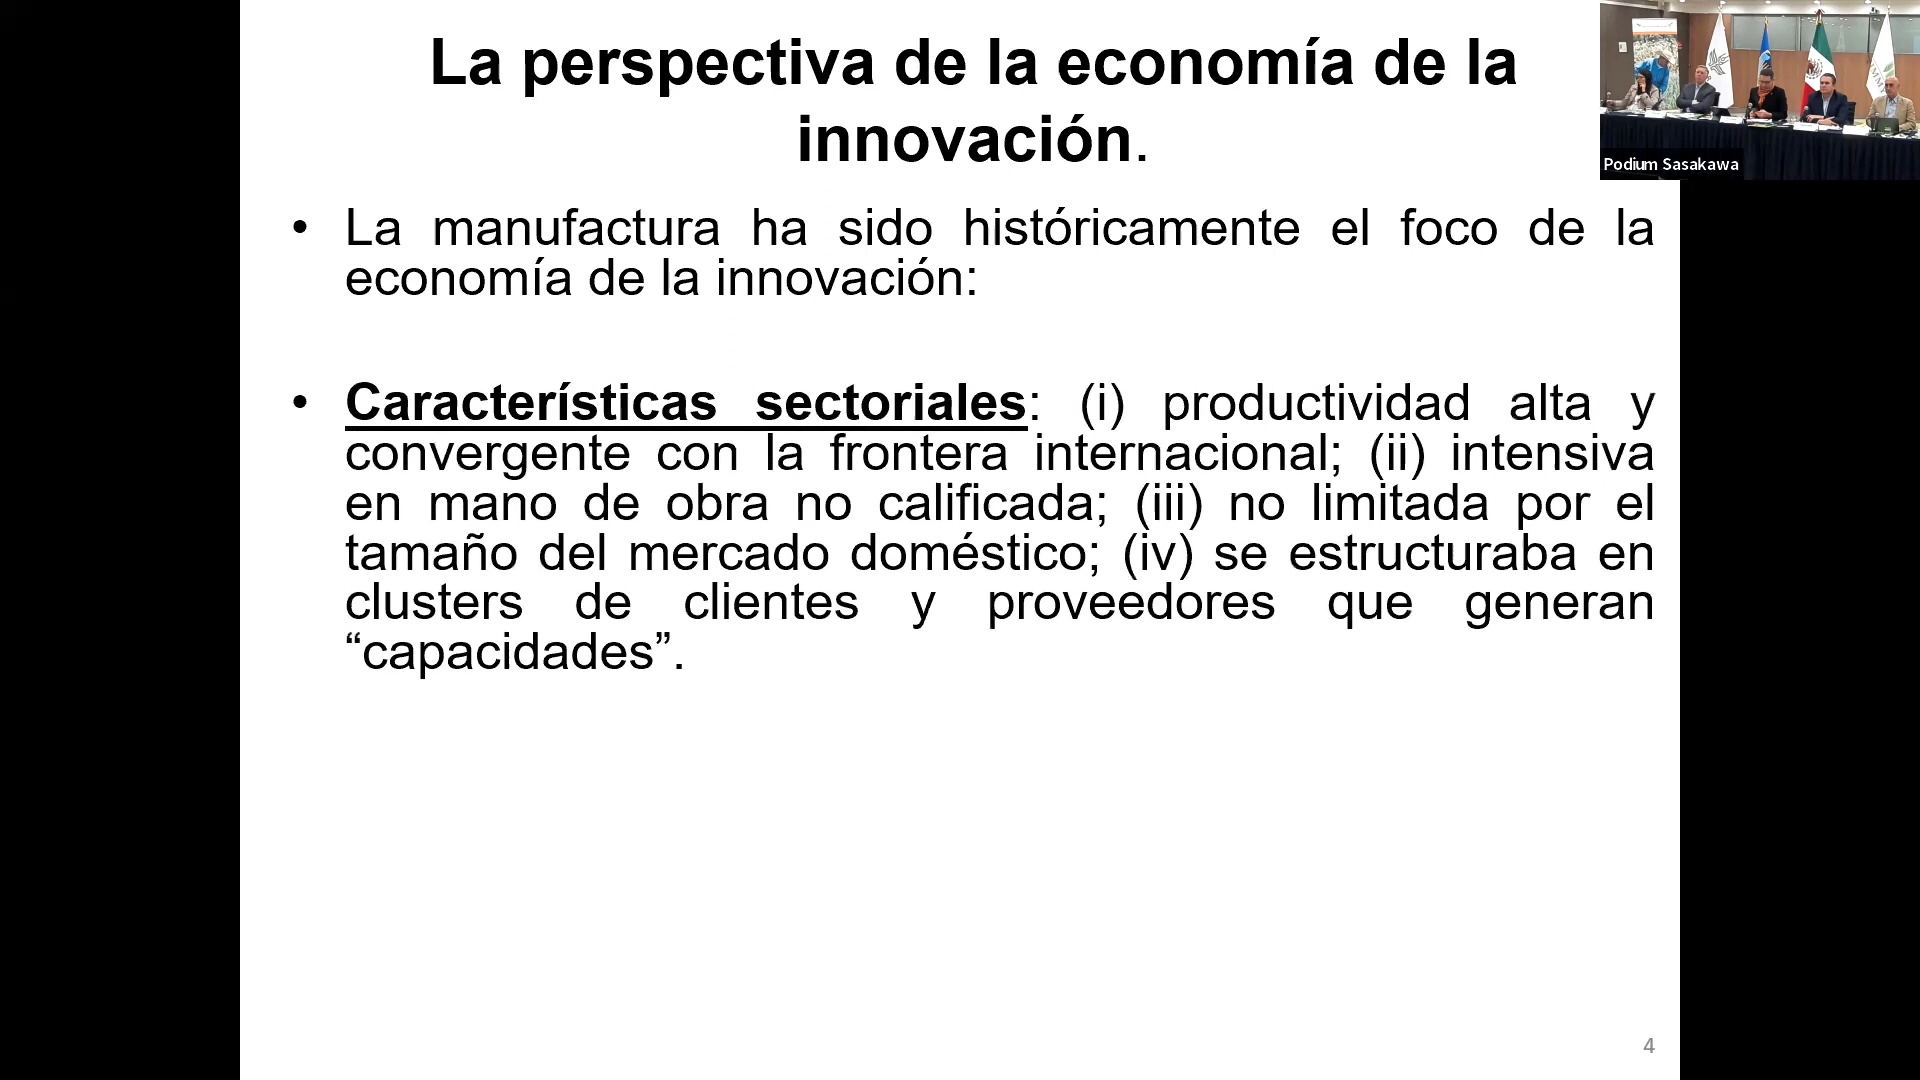 La perspectiva de la economía de la
innovación.
Podium Sasakawa
• La manufactura ha sido históricamente el foco de la
economía de la innovación:
• Características sectoriales: (i) productividad alta y
convergente con la frontera internacional; (ii) intensiva
en mano de obra no calificada; (iii) no limitada por el
tamaño del mercado doméstico; (iv) se estructuraba en
clusters de clientes y proveedores que generan
“capacidades”.
4